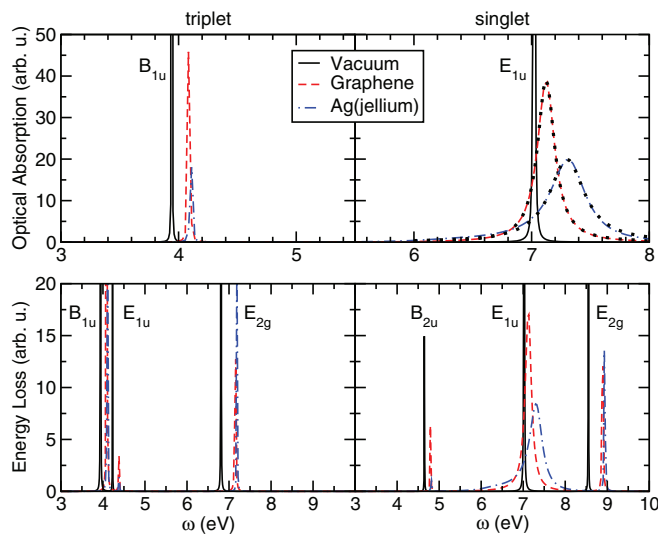 triplet
singlet
Optical Absorption (arb. u.)
50
40
30
20
10
0
B1u
E1u
Vacuum
Graphene
Ag(jellium)
3
4
5
6
7
8
Energy Loss (arb. u.)
20
15
10
5
0
B1u
E1u
E2g
B2u
E1u
E2g
3 4 5 6 7 8 9 3 4 5 6 7 8 9 10
ω (eV)
ω (eV)